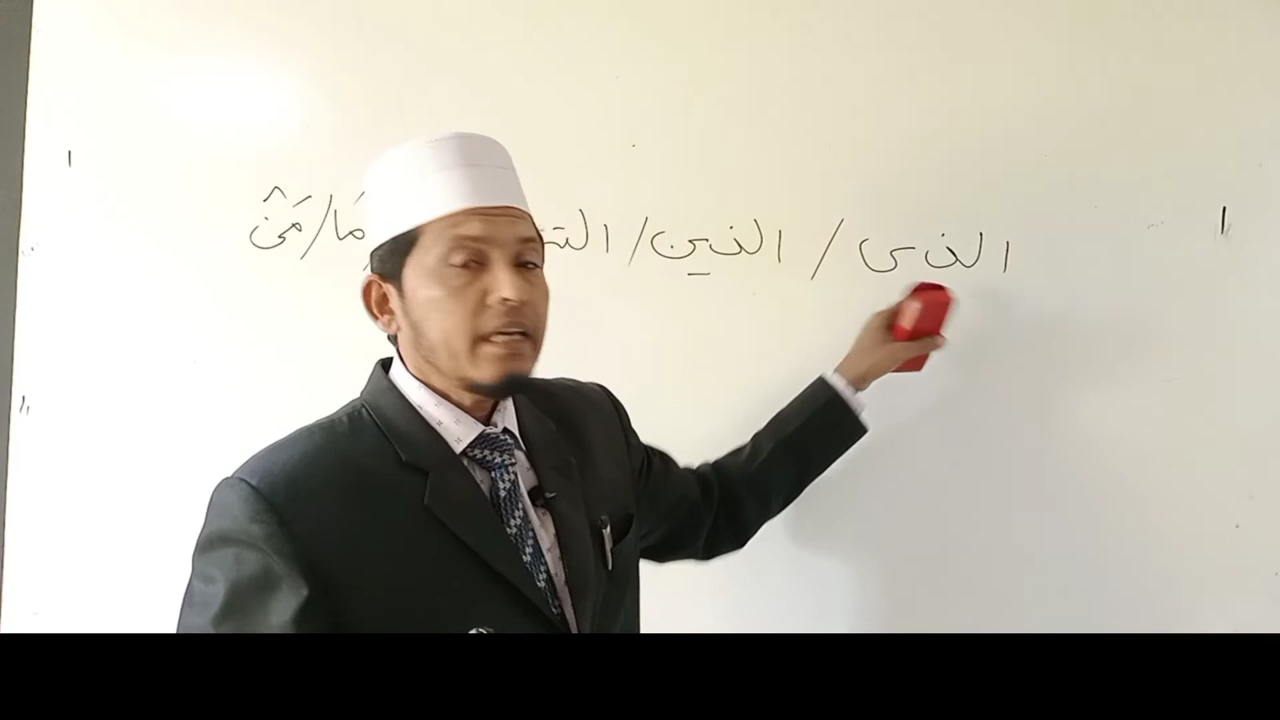 الذى / الذين / / مَا / مَنْ